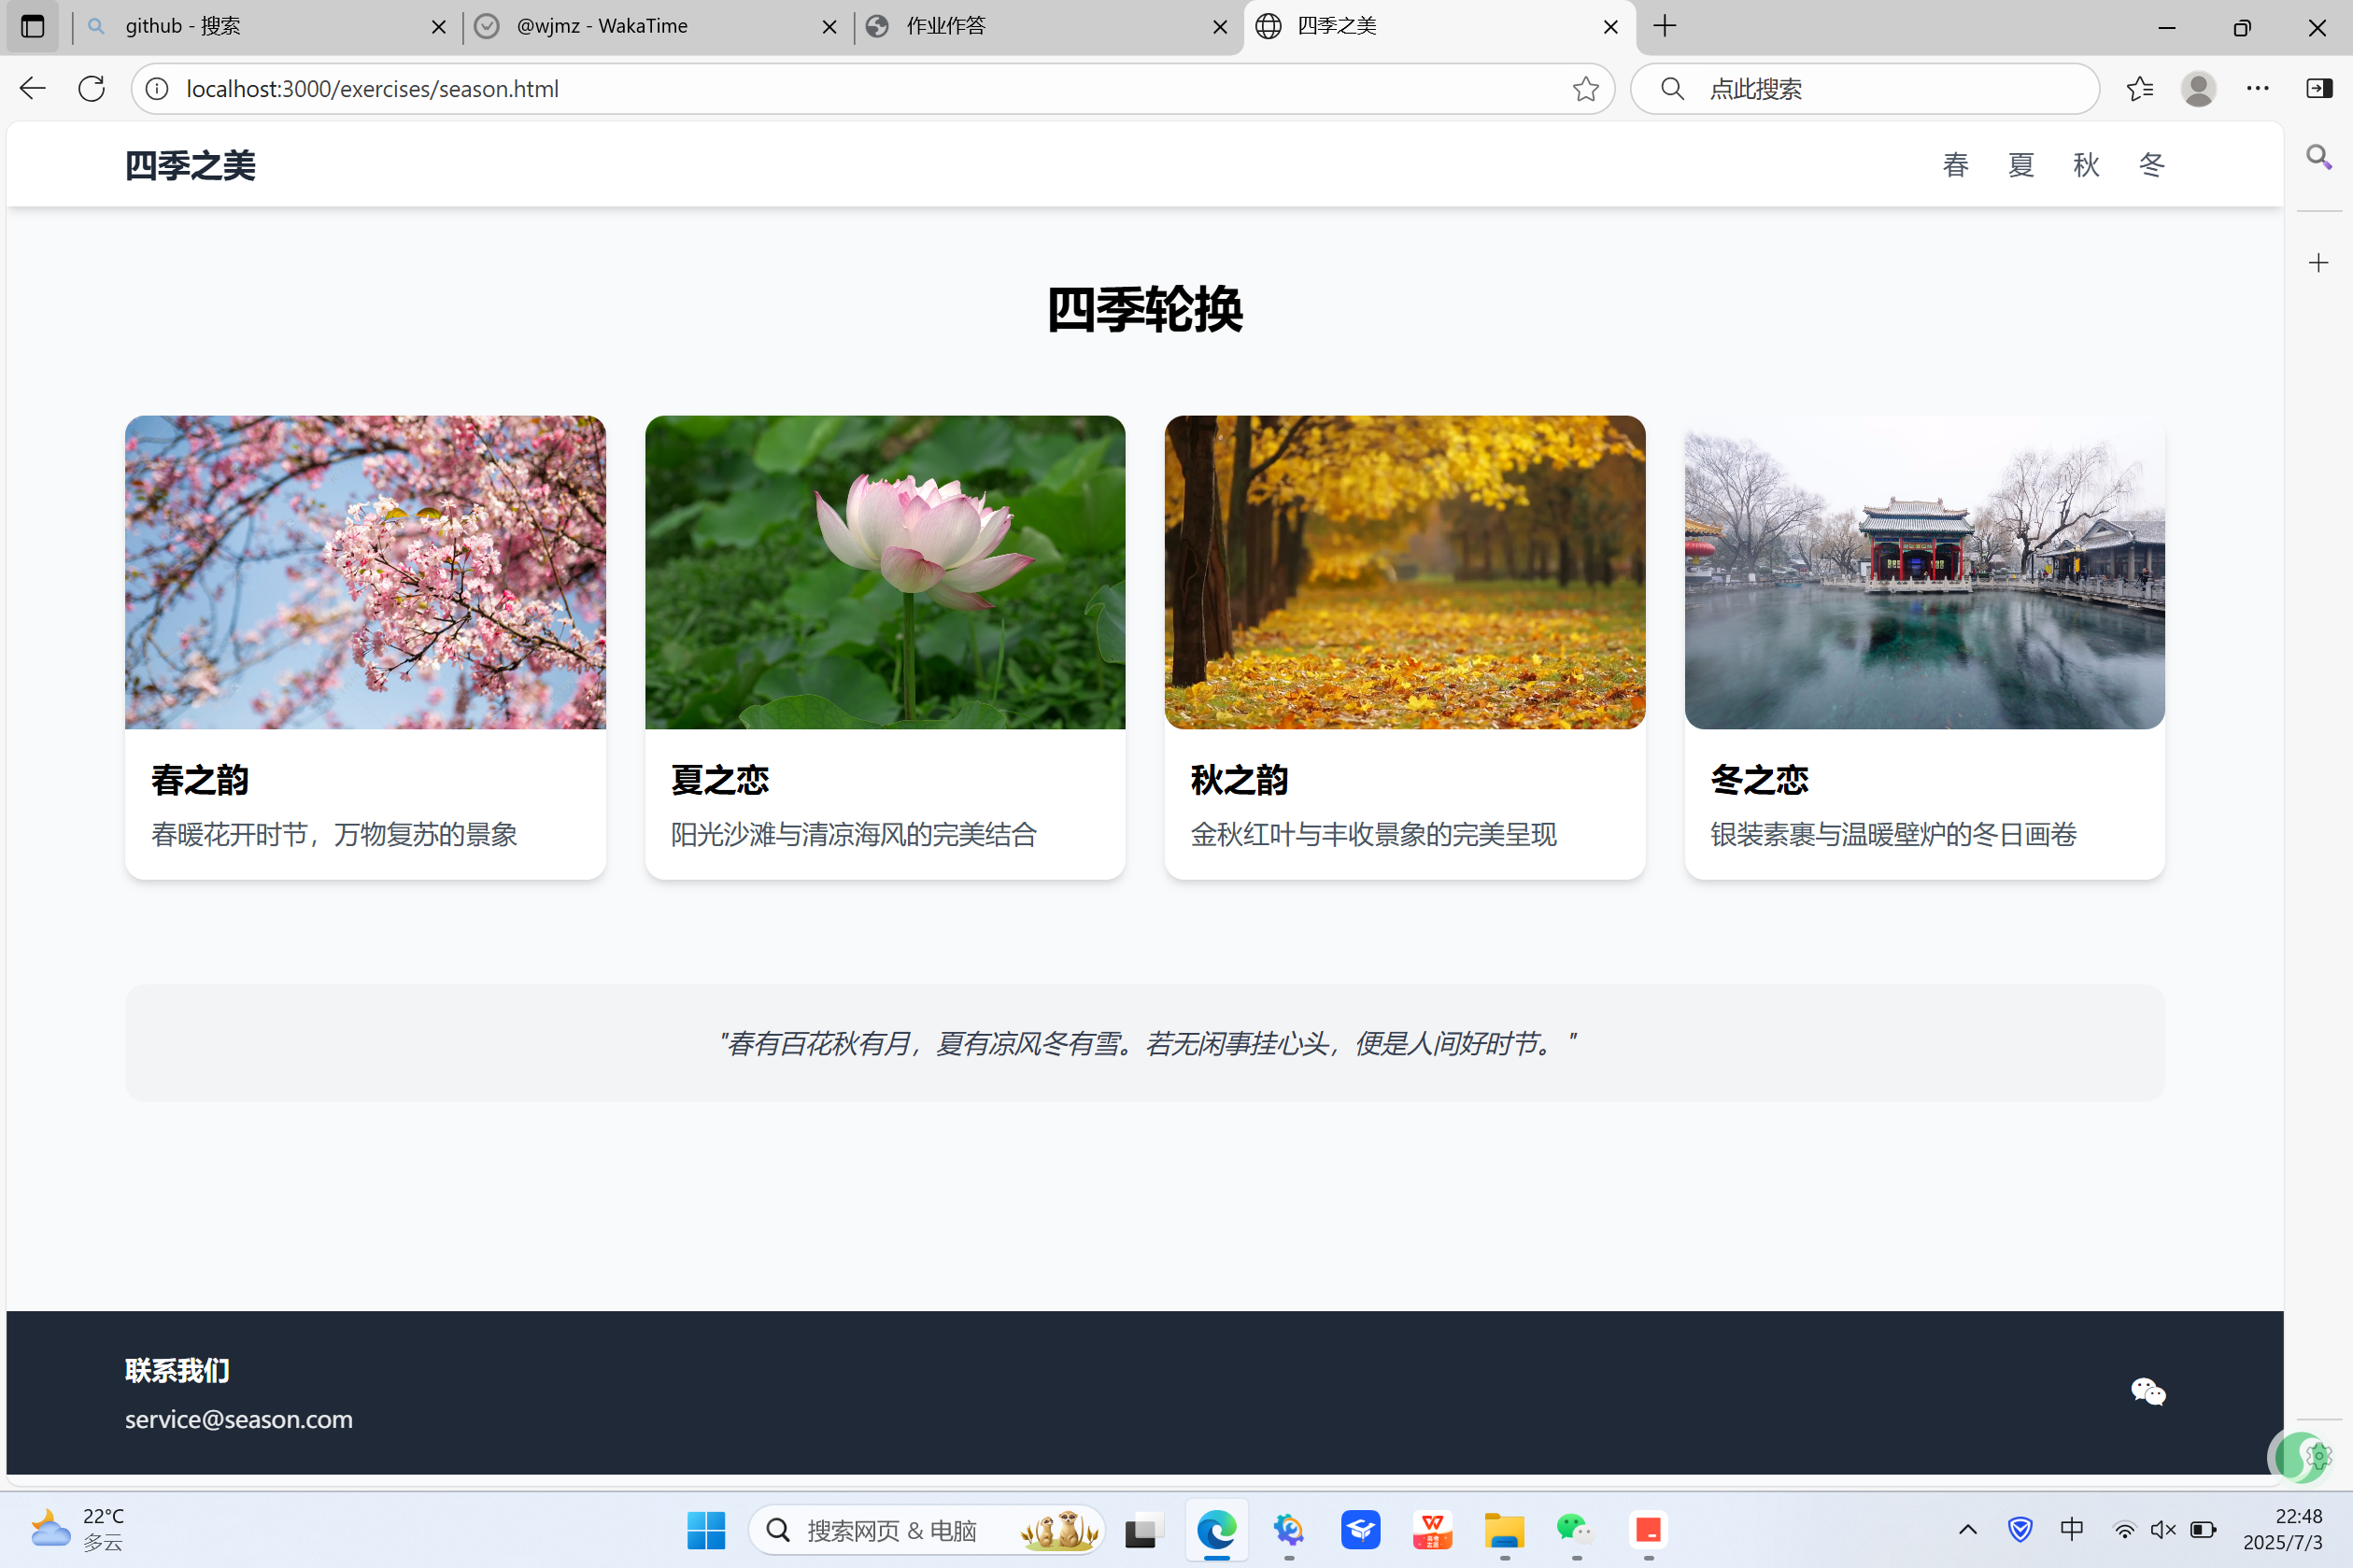 github - 搜索
@wjmz - WakaTime
作业作答
四季之美
localhost:3000/exercises/season.html
点此搜索
四季之美
春 夏 秋 冬
四季轮换
春之韵
春暖花开时节，万物复苏的景象
夏之恋
阳光沙滩与清凉海风的完美结合
秋之韵
金秋红叶与丰收景象的完美呈现
冬之恋
银装素裹与温暖壁炉的冬日画卷
"春有百花秋有月，夏有凉风冬有雪。若无闲事挂心头，便是人间好时节。"
联系我们
service@season.com
22°C
多云
搜索网页 & 电脑
中
22:48
2025/7/3